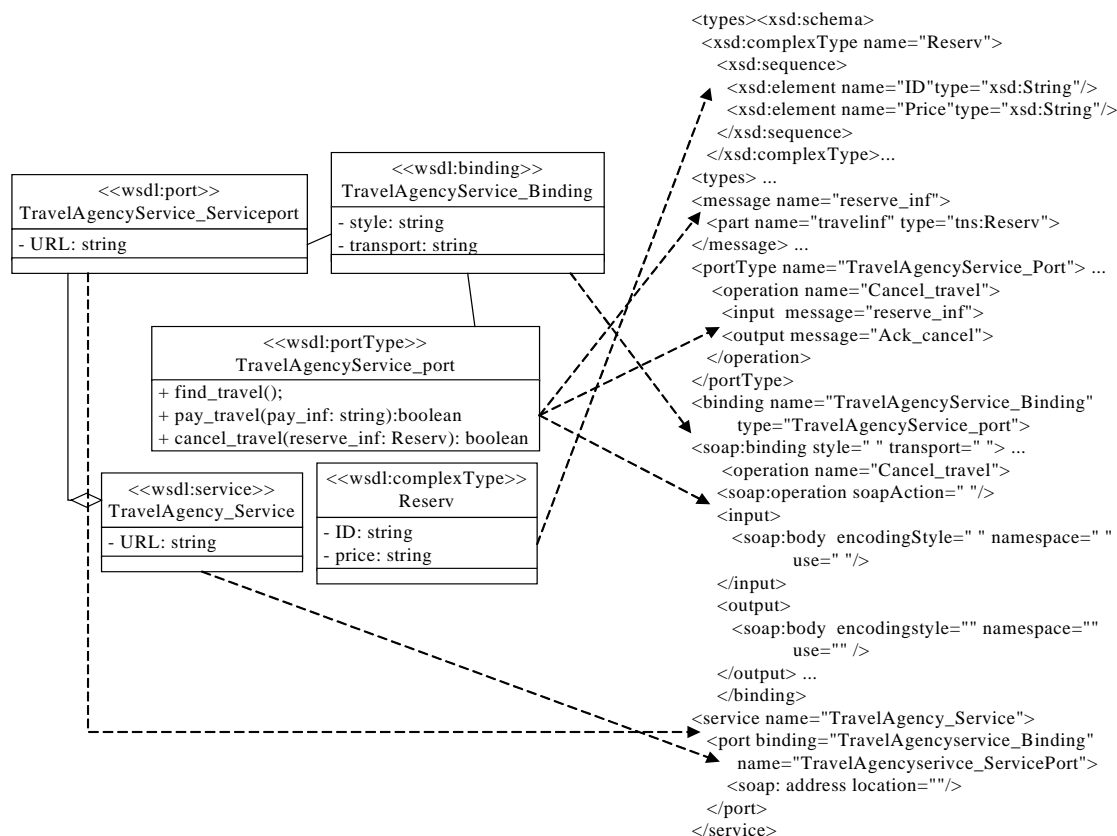 <<wsdl:port>>
TravelAgencyService_Serviceport
- URL: string
<<wsdl:binding>>
TravelAgencyService_Binding
- style: string
- transport: string
<<wsdl:portType>>
TravelAgencyService_port
+ find_travel();
+ pay_travel(pay_inf: string):boolean
+ cancel_travel(reserve_inf: Reserv): boolean
<<wsdl:service>>
TravelAgency_Service
- URL: string
<<wsdl:complexType>>
Reserv
- ID: string
- price: string
<types><xsd:schema>
<xsd:complexType name="Reserv">
<xsd:sequence>
<xsd:element name="ID"type="xsd:String"/>
<xsd:element name="Price"type="xsd:String"/>
</xsd:sequence>
</xsd:complexType>...
<types> ...
<message name="reserve_inf">
<part name="travelinf" type="tns:Reserv">
</message> ...
<portType name="TravelAgencyService_Port"> ...
<operation name="Cancel_travel">
<input  message="reserve_inf">
<output message="Ack_cancel">
</operation>
</portType>
<binding name="TravelAgencyService_Binding"
type="TravelAgencyService_port">
<soap:binding style=" " transport=" "> ...
<operation name="Cancel_travel">
<soap:operation soapAction=" "/>
<input>
<soap:body  encodingStyle=" " namespace=" "
use=" "/>
</input>
<output>
<soap:body  encodingstyle="" namespace=""
use="" />
</output> ...
</binding>
<service name="TravelAgency_Service">
<port binding="TravelAgencyservice_Binding"
name="TravelAgencyserivce_ServicePort">
<soap: address location=""/>
</port>
</service>